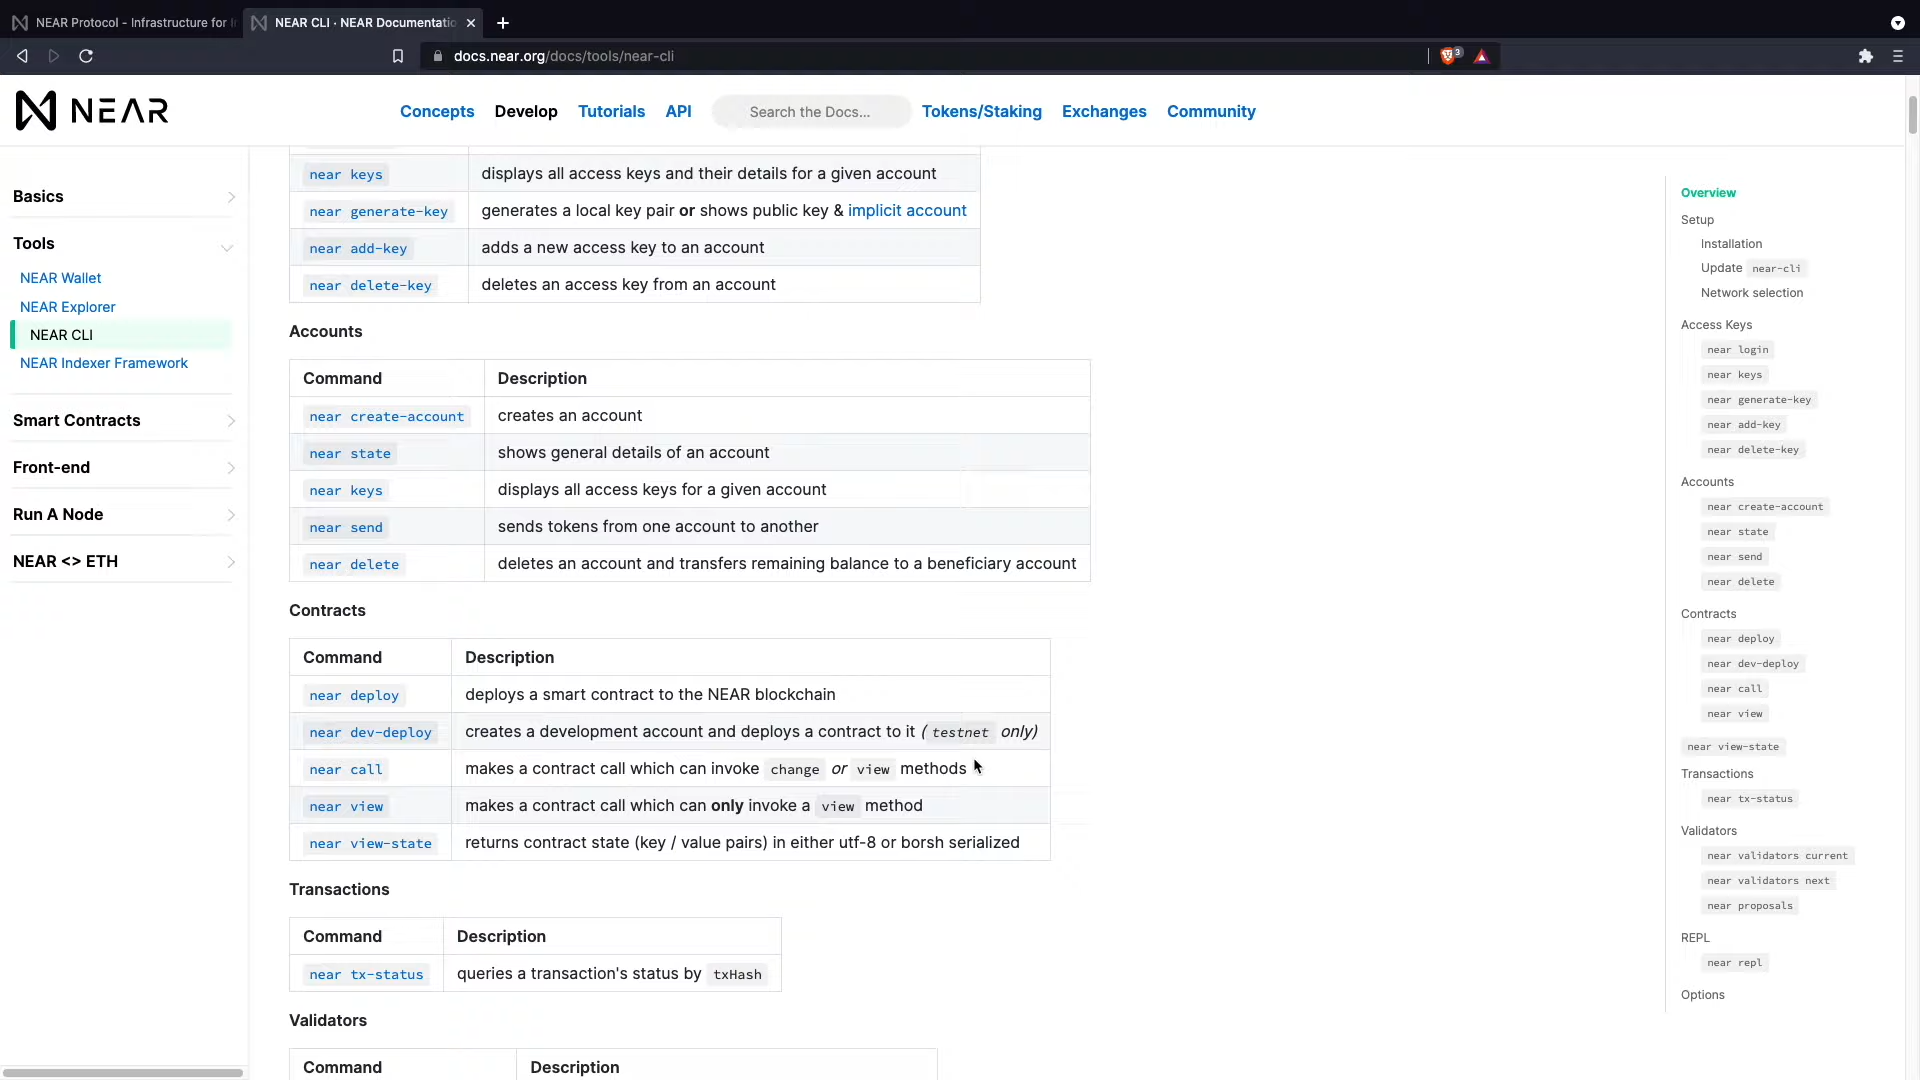 NEAR Protocol - Infrastructure for I
NEAR CLI · NEAR Documentatio
docs.near.org/docs/tools/near-cli
3
NEAR
Concepts
Develop
Tutorials
API
Search the Docs...
Tokens/Staking
Exchanges
Community
Basics
Tools
NEAR Wallet
NEAR Explorer
NEAR CLI
NEAR Indexer Framework
Smart Contracts
Front-end
Run A Node
NEAR <> ETH
near keys displays all access keys and their details for a given account
near generate-key generates a local key pair or shows public key & implicit account
near add-key adds a new access key to an account
near delete-key deletes an access key from an account
Accounts
Command Description
near create-account creates an account
near state shows general details of an account
near keys displays all access keys for a given account
near send sends tokens from one account to another
near delete deletes an account and transfers remaining balance to a beneficiary account
Contracts
Command Description
near deploy deploys a smart contract to the NEAR blockchain
near dev-deploy creates a development account and deploys a contract to it (testnet only)
near call makes a contract call which can invoke change or view methods
near view makes a contract call which can only invoke a view method
near view-state returns contract state (key / value pairs) in either utf-8 or borsh serialized
Transactions
Command Description
near tx-status queries a transaction's status by txHash
Validators
Command Description
Overview
Setup
Installation
Update near-cli
Network selection
Access Keys
near login
near keys
near generate-key
near add-key
near delete-key
Accounts
near create-account
near state
near send
near delete
Contracts
near deploy
near dev-deploy
near call
near view
near view-state
Transactions
near tx-status
Validators
near validators current
near validators next
near proposals
REPL
near repl
Options